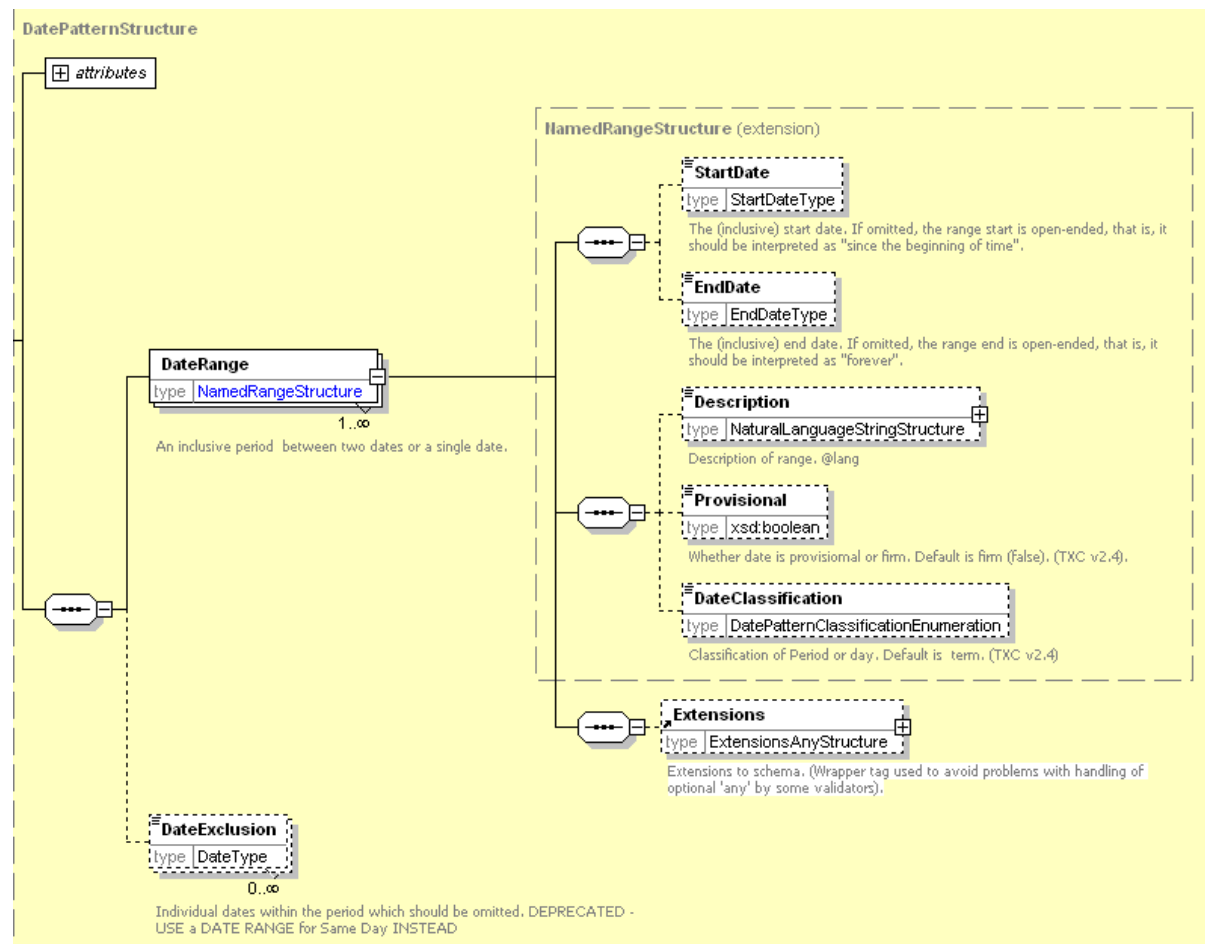 DatePatternStructure
attributes
NamedRangeStructure (extension)
StartDate
type StartDateType
The (inclusive) start date. If omitted, the range start is open-ended, that is, it
should be interpreted as "since the beginning of time".
EndDate
type EndDateType
The (inclusive) end date. If omitted, the range end is open-ended, that is, it
should be interpreted as "forever".
DateRange
type NamedRangeStructure
1..∞
An inclusive period between two dates or a single date.
Description
type NaturalLanguageStringStructure
Description of range. @lang
Provisional
type xsd:boolean
Whether date is provisiomal or firm. Default is firm (false). (TXC v2.4).
DateClassification
type DatePatternClassificationEnumeration
Classification of Period or day. Default is term. (TXC v2.4)
Extensions
type ExtensionsAnyStructure
Extensions to schema. (Wrapper tag used to avoid problems with handling of
optional 'any' by some validators).
DateExclusion
type DateType
0..∞
Individual dates within the period which should be omitted. DEPRECATED -
USE a DATE RANGE for Same Day INSTEAD